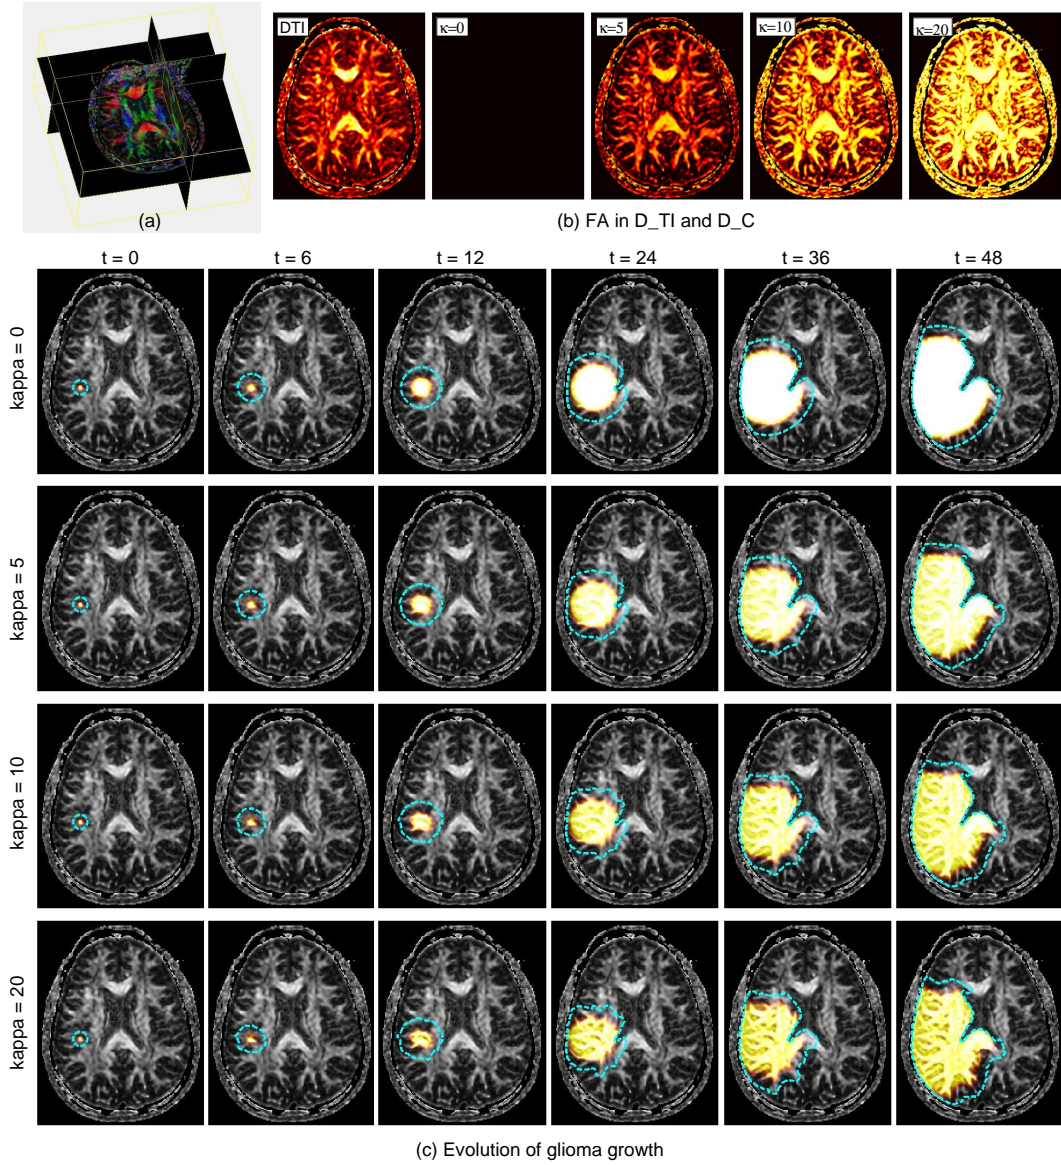 DTI κ=0 κ=5 κ=10 κ=20
(a)
(b) FA in D_TI and D_C
t = 0 t = 6 t = 12 t = 24 t = 36 t = 48
kappa = 0
kappa = 5
kappa = 10
kappa = 20
(c) Evolution of glioma growth